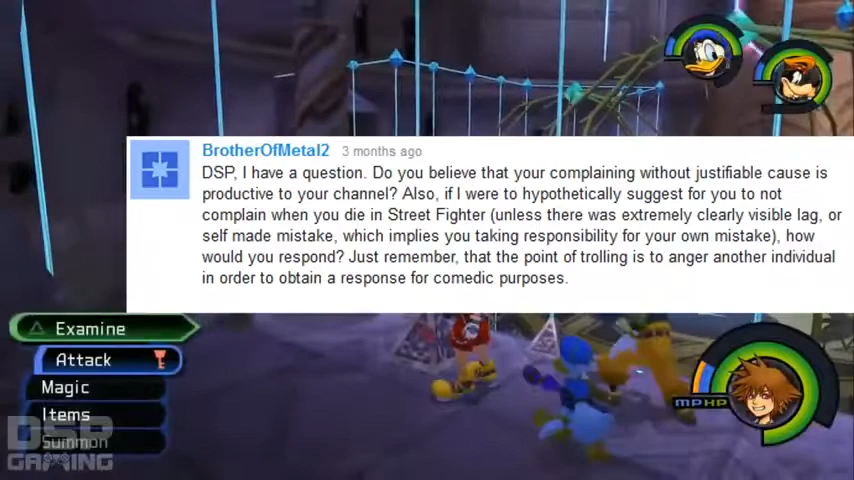 BrotherOfMetal2 3 months ago
DSP, I have a question. Do you believe that your complaining without justifiable cause is
productive to your channel? Also, if I were to hypothetically suggest for you to not
complain when you die in Street Fighter (unless there was extremely clearly visible lag, or
self made mistake, which implies you taking responsibility for your own mistake), how
would you respond? Just remember, that the point of trolling is to anger another individual
in order to obtain a response for comedic purposes.
Examine
Attack
Magic
Items
Summon
MP HP
DSP
GAMING